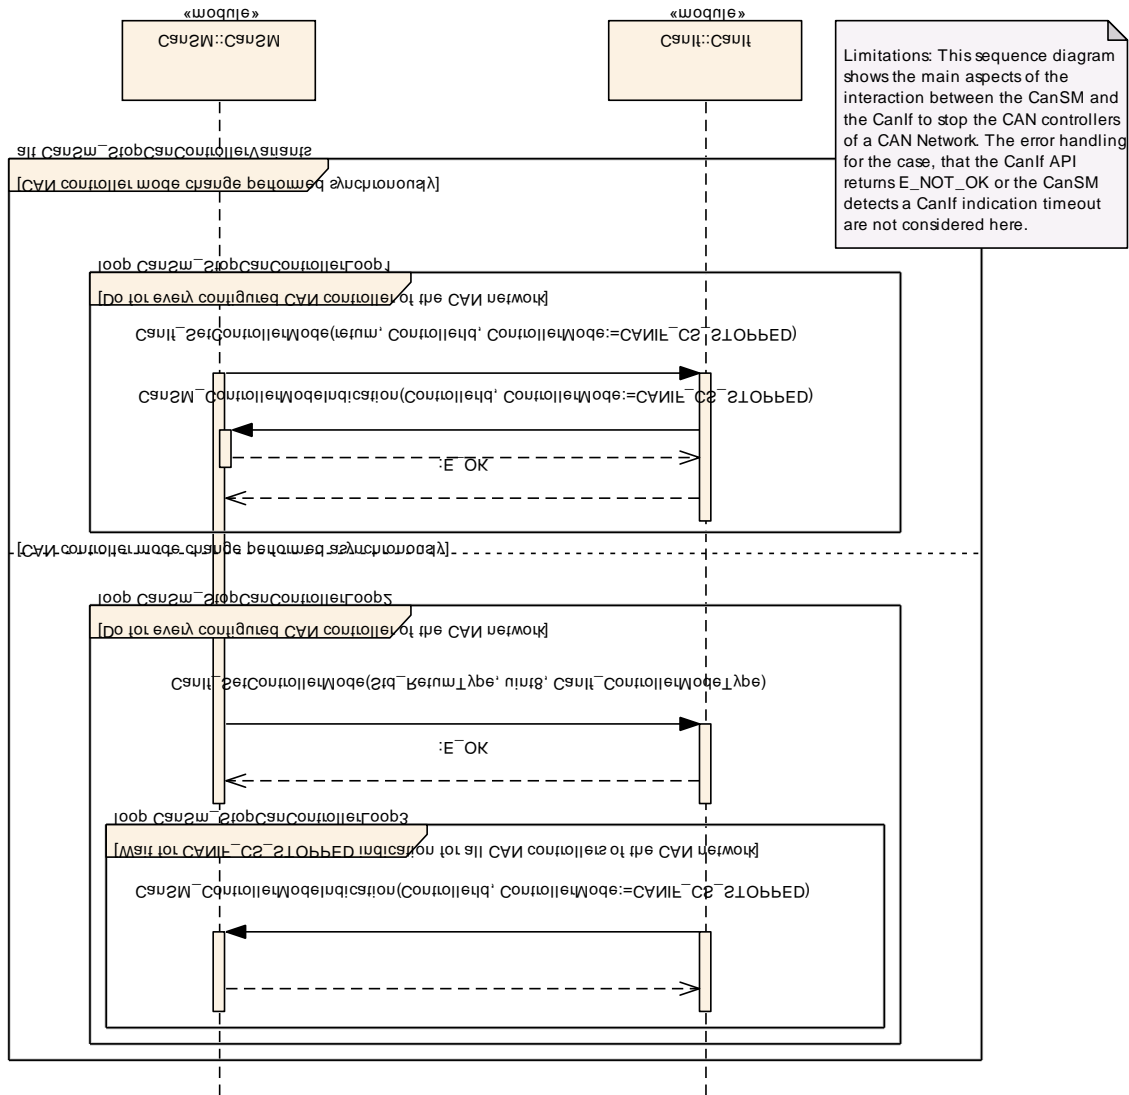 «module»
CanSM::CanSM
«module»
CanIf::CanIf
Limitations: This sequence diagram
shows the main aspects of the
interaction between the CanSM and
the CanIf to stop the CAN controllers
of a CAN Network. The error handling
for the case, that the CanIf API
returns E_NOT_OK or the CanSM
detects a CanIf indication timeout
are not considered here.
alt CanSm_StopCanControllerVariants
[CAN controller mode change performed synchronously]
loop CanSm_StopCanControllerLoop1
[Do for every configured CAN controller of the CAN network]
CanIf_SetControllerMode(return, ControllerId, ControllerMode:=CANIF_CS_STOPPED)
CanSM_ControllerModeIndication(ControllerId, ControllerMode:=CANIF_CS_STOPPED)
:E_OK
[CAN controller mode change performed asynchronously]
loop CanSm_StopCanControllerLoop2
[Do for every configured CAN controller of the CAN network]
CanIf_SetControllerMode(Std_ReturnType, uint8, CanIf_ControllerModeType)
:E_OK
loop CanSm_StopCanControllerLoop3
[Wait for CANIF_CS_STOPPED indication for all CAN controllers of the CAN network]
CanSM_ControllerModeIndication(ControllerId, ControllerMode:=CANIF_CS_STOPPED)